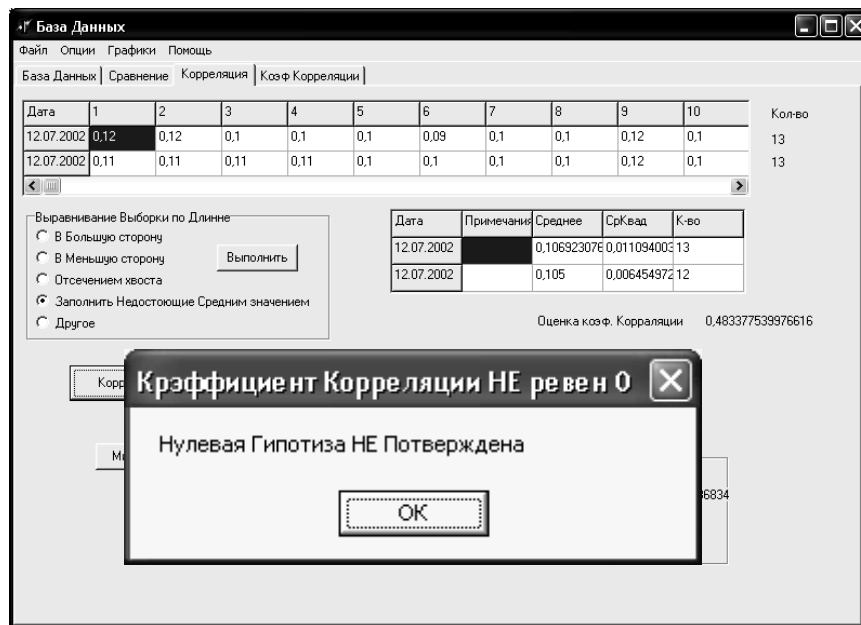 База Данных
Файл Опции Графики Помощь
База Данных Сравнение Корреляция Коэф Корреляции
Дата 1 2 3 4 5 6 7 8 9 10 Кол-во
12.07.2002 0,12 0,12 0,1 0,1 0,1 0,09 0,1 0,1 0,12 0,1 13
12.07.2002 0,11 0,11 0,11 0,11 0,1 0,1 0,1 0,1 0,12 0,1 13
Выравнивание Выборки по Длинне
В Большую сторону
В Меньшую сторону
Выполнить
Отсечением хвоста
Заполнить Недостоющие Средним значением
Другое
Дата Примечания Среднее СрКвад К-во
12.07.2002 0,106923076 0,011094003 13
12.07.2002 0,105 0,006454972 12
Оценка коэф. Корраляции 0,483377539976616
Крэффициент Корреляции НЕ ревен 0
Нулевая Гипотиза НЕ Потверждена
OK